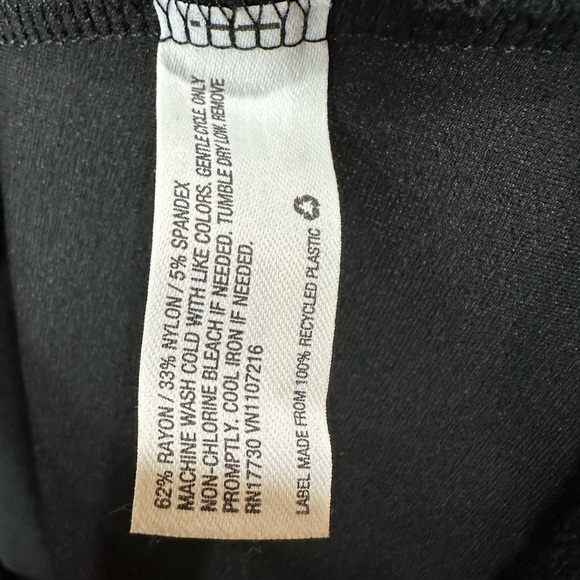 62% RAYON / 33% NYLON / 5% SPANDEX
MACHINE WASH COLD WITH LIKE COLORS. GENTLE CYCLE ONLY
NON-CHLORINE BLEACH IF NEEDED. TUMBLE DRY LOW. REMOVE
PROMPTLY. COOL IRON IF NEEDED.
RN17730 VN1107216
LABEL MADE FROM 100% RECYCLED PLASTIC